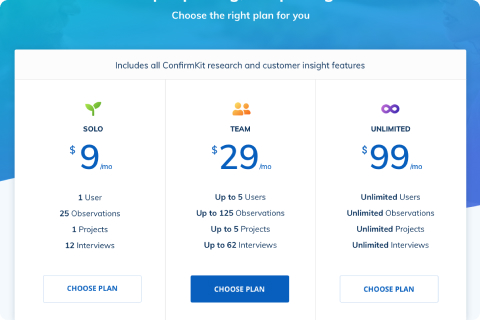 Choose the right plan for you
Includes all ConfirmKit research and customer insight features
SOLO
$ 9 /mo
1 User
25 Observations
1 Projects
12 Interviews
CHOOSE PLAN
TEAM
$ 29 /mo
Up to 5 Users
Up to 125 Observations
Up to 5 Projects
Up to 62 Interviews
CHOOSE PLAN
UNLIMITED
$ 99 /mo
Unlimited Users
Unlimited Observations
Unlimited Projects
Unlimited Interviews
CHOOSE PLAN